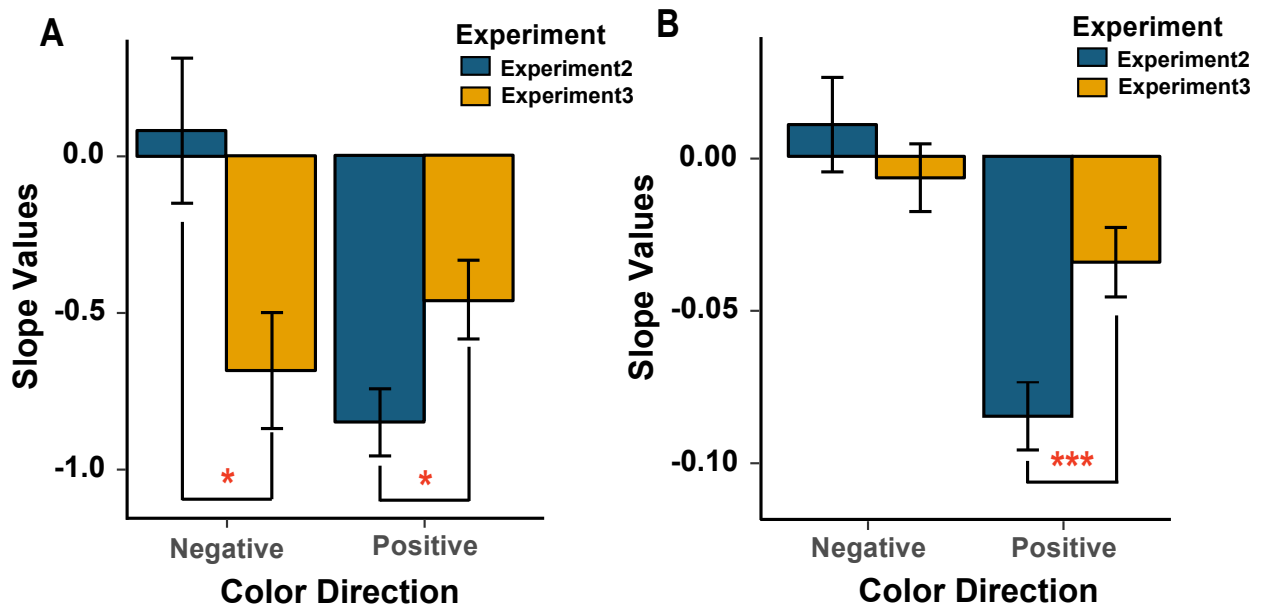 A
Experiment
Experiment2
Experiment3
Slope Values
0.0
-0.5
-1.0
*
*
Negative
Positive
Color Direction
B
Experiment
Experiment2
Experiment3
Slope Values
0.00
-0.05
-0.10
***
Negative
Positive
Color Direction